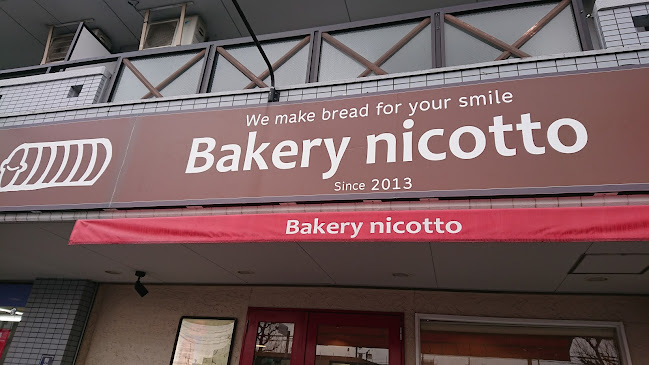 We make bread for your smile
Bakery nicotto
Since 2013
Bakery nicotto